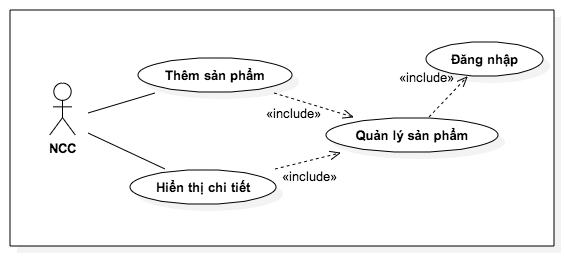 Đăng nhập
«include»
Thêm sản phẩm
«include»
Quản lý sản phẩm
NCC
«include»
Hiển thị chi tiết